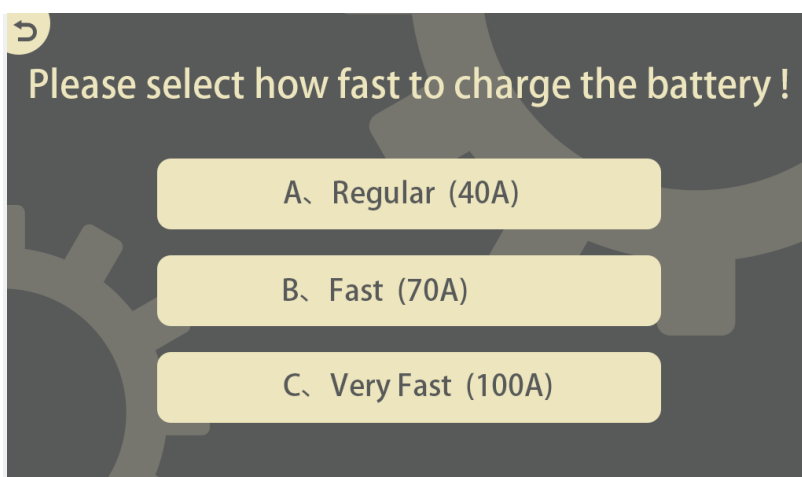 Please select how fast to charge the battery !
A、Regular (40A)
B、Fast (70A)
C、Very Fast (100A)